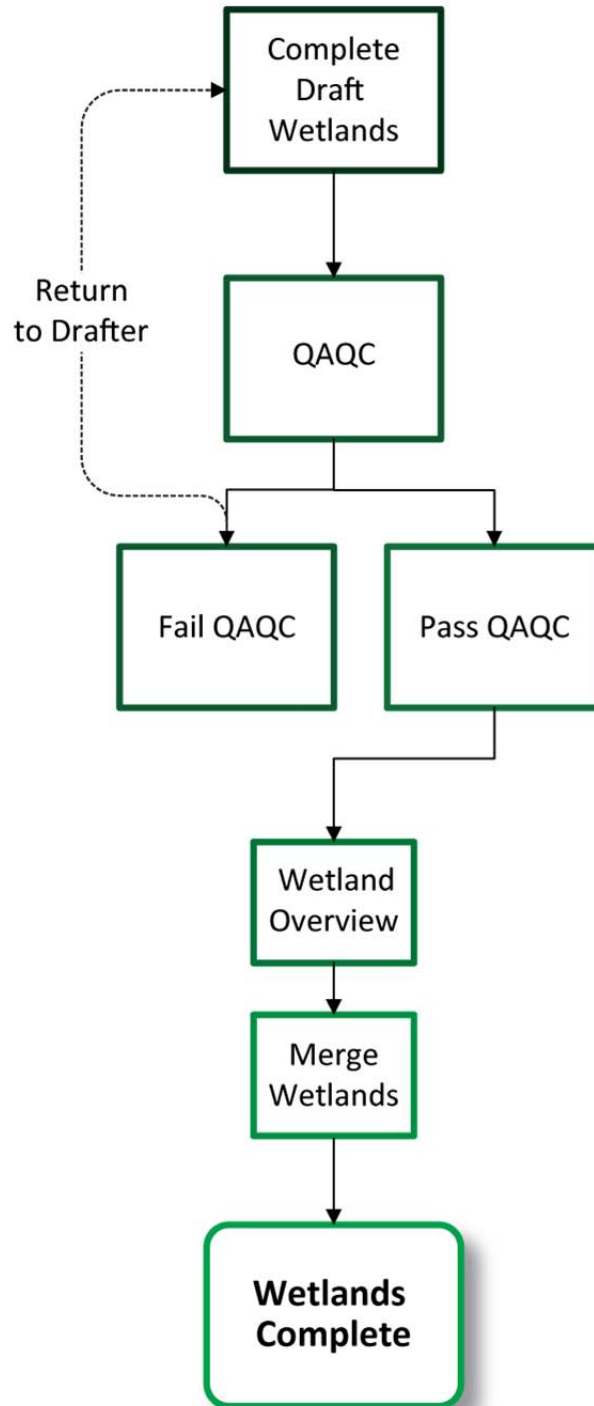 Complete
Draft
Wetlands
Return
to Drafter
QAQC
Fail QAQC
Pass QAQC
Wetland
Overview
Merge
Wetlands
Wetlands
Complete